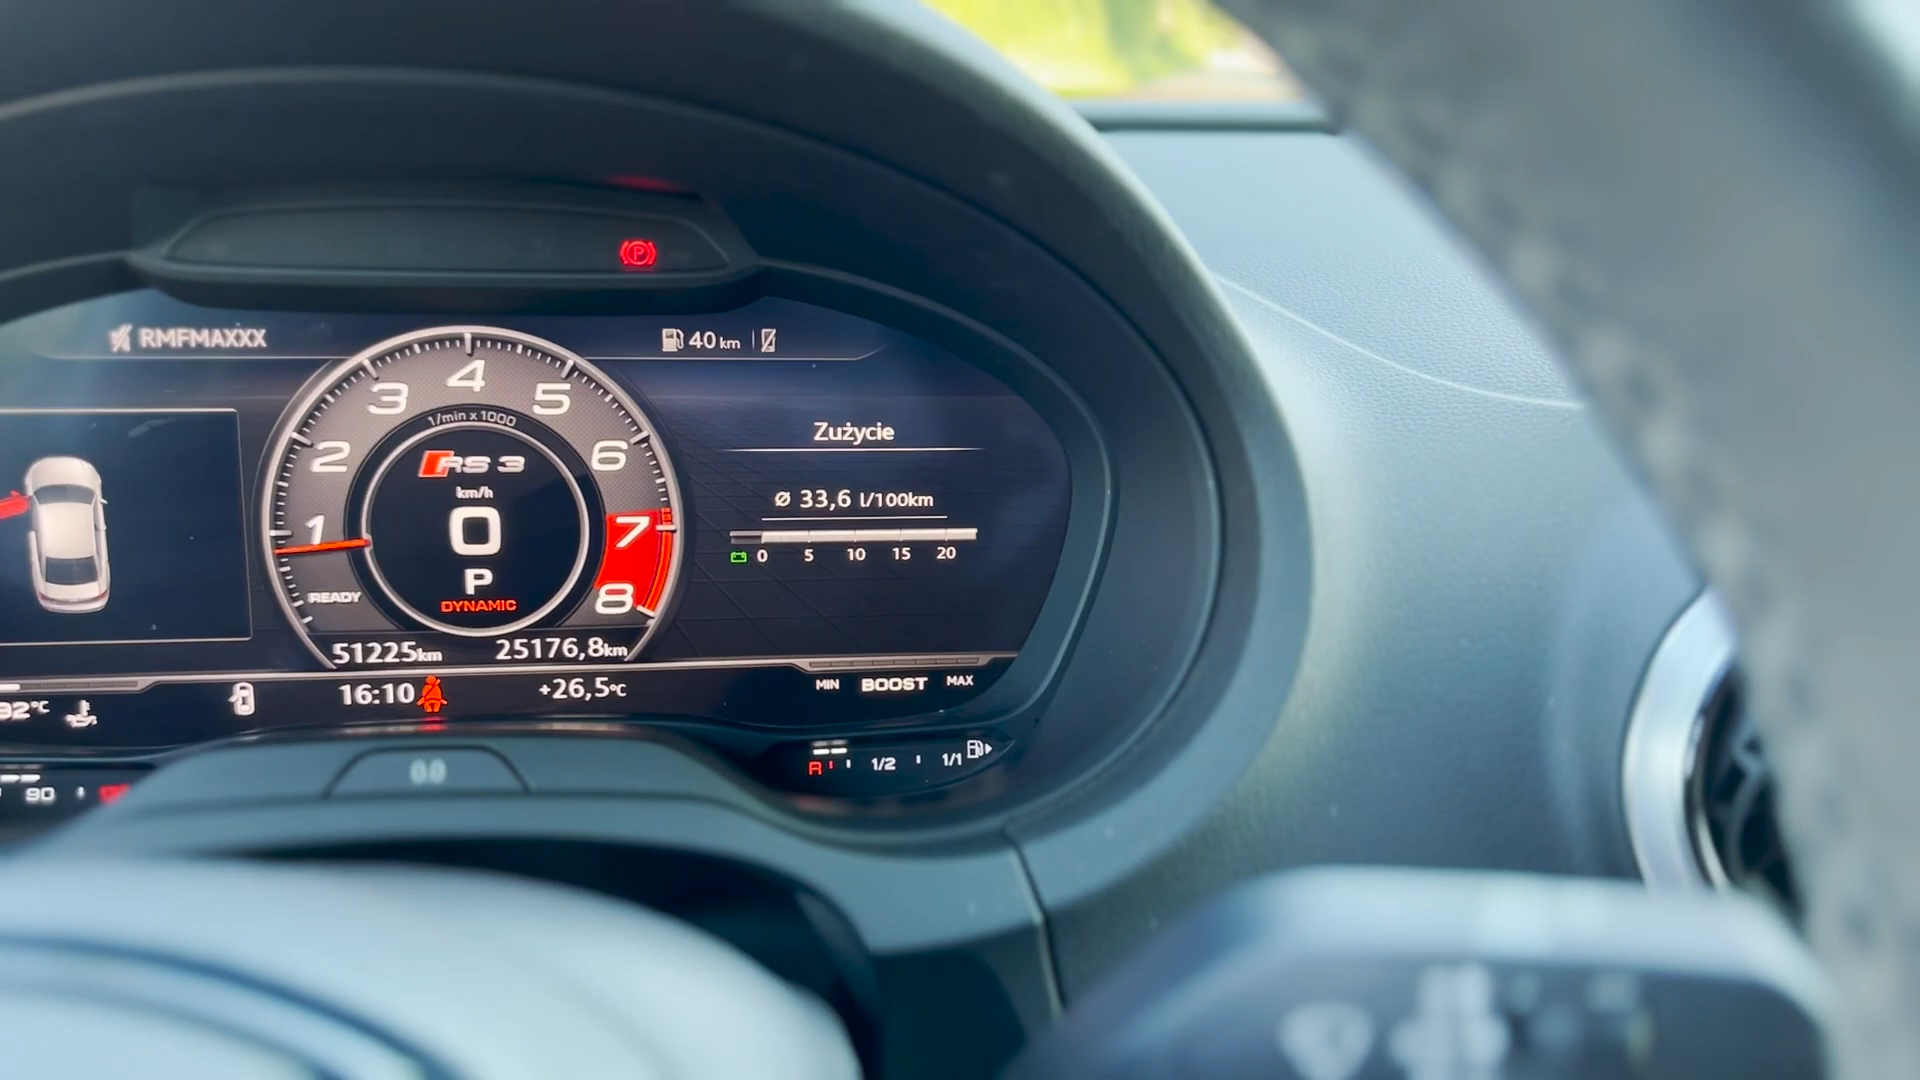 RMFMAXXX
40 km
1 2 3 4 5 6 7 8
1/min x 1000
RS 3
km/h
0
P
DYNAMIC
READY
51225km
25176,8km
Zużycie
ø 33,6 l/100km
0 5 10 15 20
92°C
16:10
+26,5°C
MIN BOOST MAX
90
R 1/2 1/1